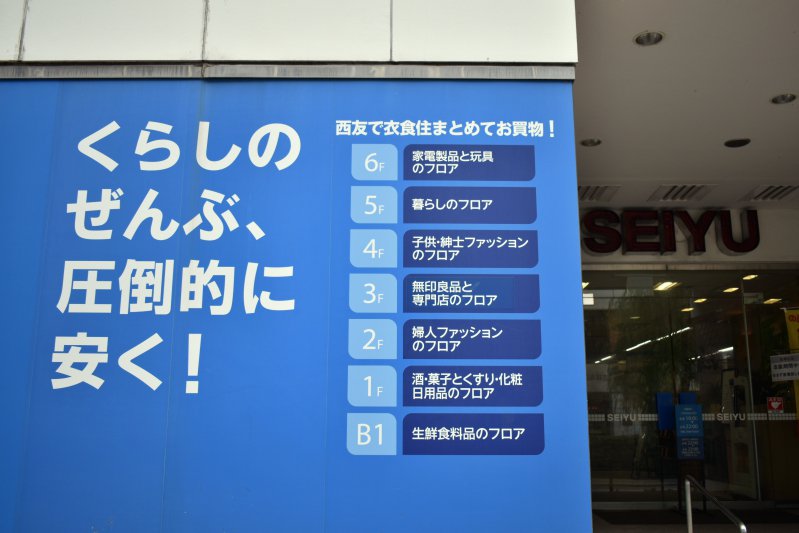 くらしの
ぜんぶ、
圧倒的に
安く！
西友で衣食住まとめてお買物！
6F
家電製品と玩具
のフロア
5F
暮らしのフロア
4F
子供・紳士ファッション
のフロア
3F
無印良品と
専門店のフロア
2F
婦人ファッション
のフロア
1F
酒・菓子とくすり・化粧
日用品のフロア
B1
生鮮食料品のフロア
SEIYU
SEIYU
SEIYU